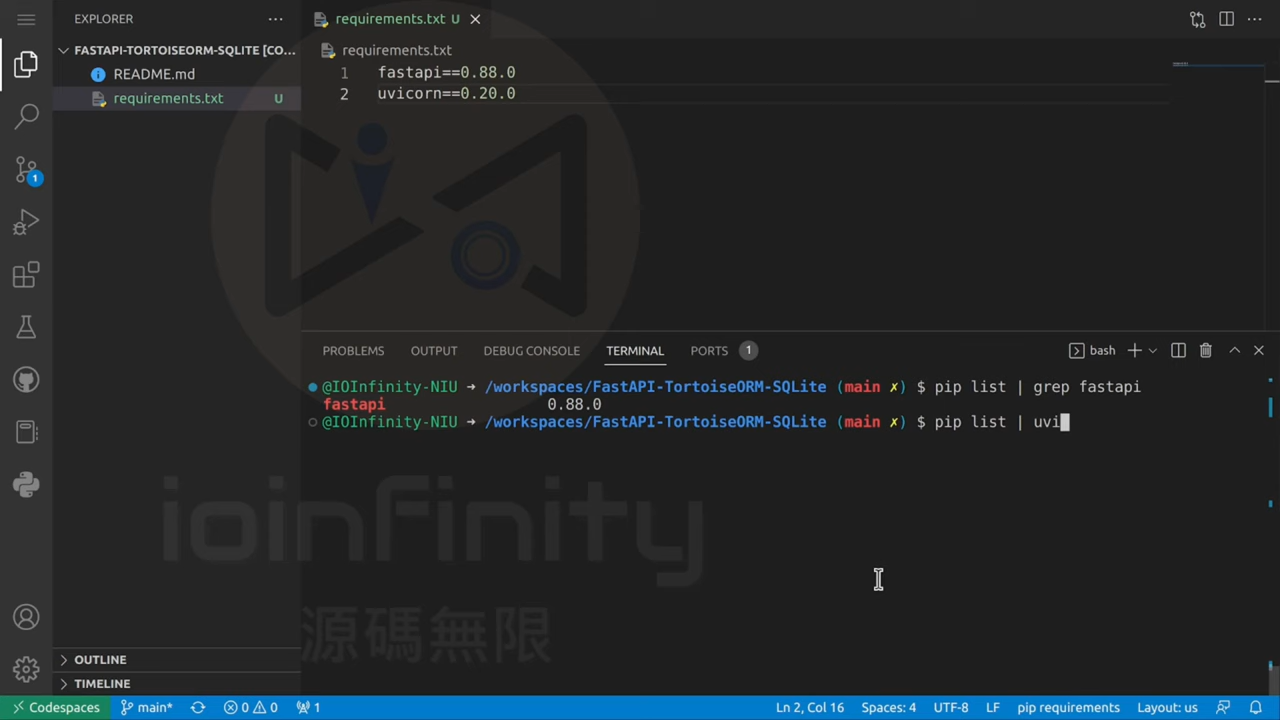 EXPLORER
requirements.txt U
FASTAPI-TORTOISEORM-SQLITE [CO...
README.md
requirements.txt U
requirements.txt
1 fastapi==0.88.0
2 uvicorn==0.20.0
1
PROBLEMS OUTPUT DEBUG CONSOLE TERMINAL PORTS 1 bash
@IOInfinity-NIU ➜ /workspaces/FastAPI-TortoiseORM-SQLite (main ✗) $ pip list | grep fastapi
fastapi 0.88.0
@IOInfinity-NIU ➜ /workspaces/FastAPI-TortoiseORM-SQLite (main ✗) $ pip list | uvi
ioinfinity
源碼無限
OUTLINE
TIMELINE
Codespaces main* 0 0 1 Ln 2, Col 16 Spaces: 4 UTF-8 LF pip requirements Layout: us